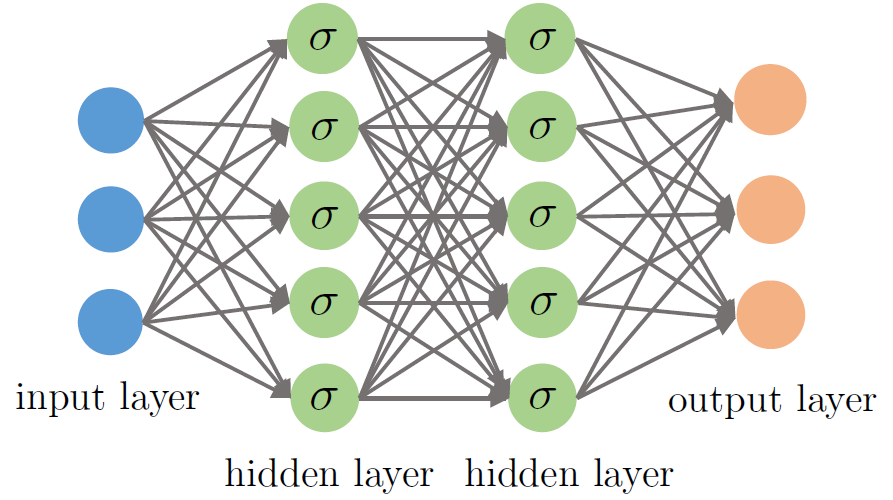 σ σ
σ σ
σ σ
σ σ
σ σ
input layer
output layer
hidden layer hidden layer